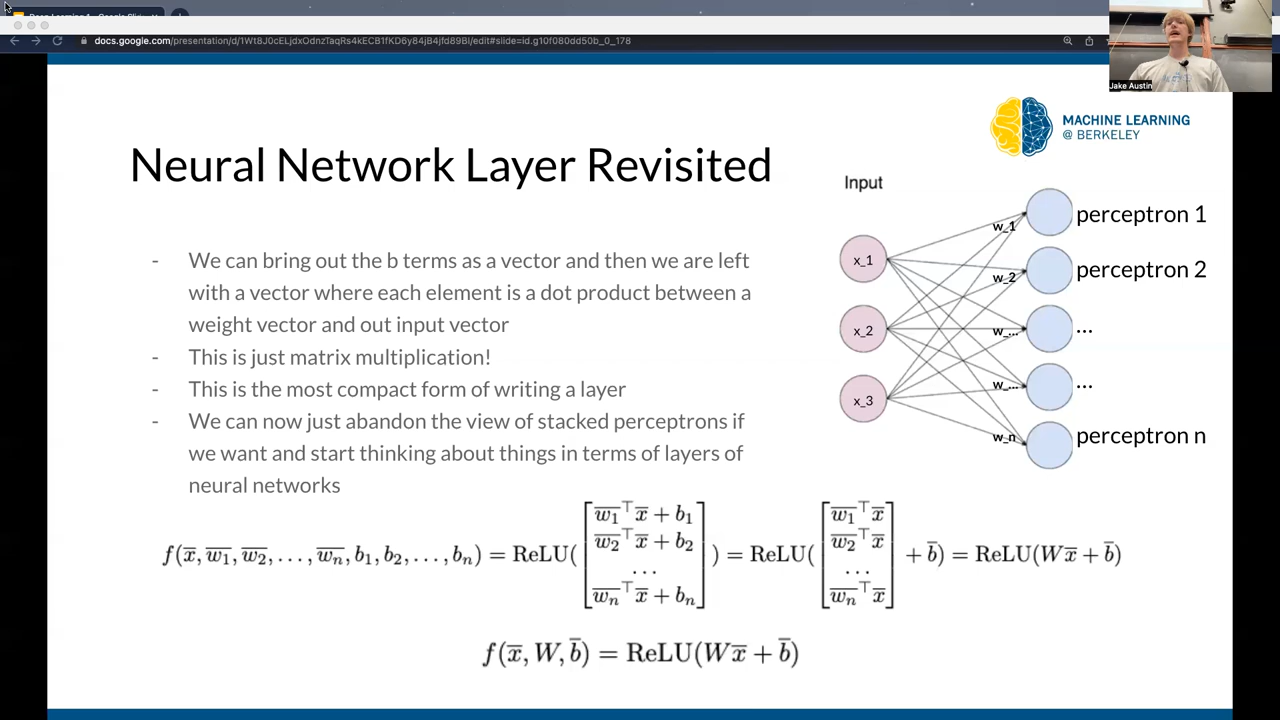 docs.google.com/presentation/d/1Wt8J0cELjdxOdnzTaqRs4kECB1fKD6y84jB4jfd89BI/edit#slide=id.g10f080dd50b_0_178
Jake Austin
MACHINE LEARNING
@ BERKELEY
Neural Network Layer Revisited
- We can bring out the b terms as a vector and then we are left
with a vector where each element is a dot product between a
weight vector and out input vector
- This is just matrix multiplication!
- This is the most compact form of writing a layer
- We can now just abandon the view of stacked perceptrons if
we want and start thinking about things in terms of layers of
neural networks
Input
x_1
x_2
x_3
w_1
w_2
w_...
w_...
w_n
perceptron 1
perceptron 2
...
...
perceptron n
f(x̅, w̅₁, w̅₂, . . . , w̅ₙ, b₁, b₂, . . . , bₙ) = ReLU([w̅₁ᵀx̅ + b₁ w̅₂ᵀx̅ + b₂ . . . w̅ₙᵀx̅ + bₙ]) = ReLU([w̅₁ᵀx̅ w̅₂ᵀx̅ . . . w̅ₙᵀx̅] + b̅) = ReLU(Wx̅ + b̅)
f(x̅, W, b̅) = ReLU(Wx̅ + b̅)